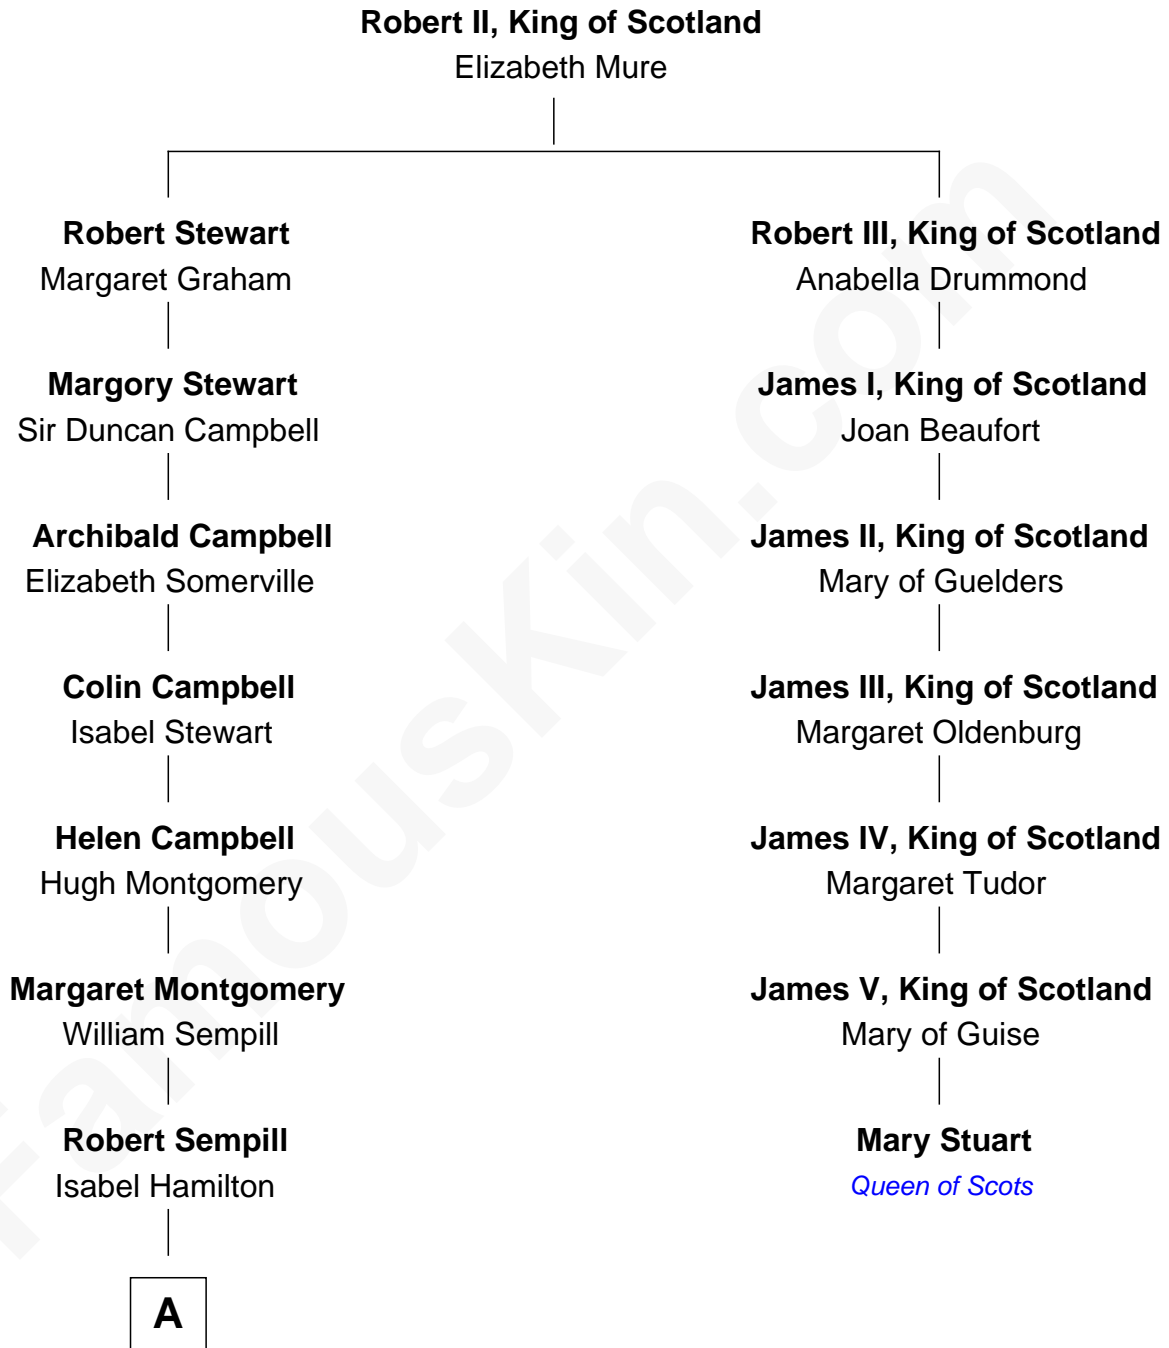 Robert II, King of Scotland
Elizabeth Mure
Robert Stewart
Margaret Graham
Robert III, King of Scotland
Anabella Drummond
Margory Stewart
Sir Duncan Campbell
James I, King of Scotland
Joan Beaufort
Archibald Campbell
Elizabeth Somerville
James II, King of Scotland
Mary of Guelders
Colin Campbell
Isabel Stewart
James III, King of Scotland
Margaret Oldenburg
Helen Campbell
Hugh Montgomery
James IV, King of Scotland
Margaret Tudor
Margaret Montgomery
William Sempill
James V, King of Scotland
Mary of Guise
Robert Sempill
Isabel Hamilton
Mary Stuart
Queen of Scots
A
FamousKin.com